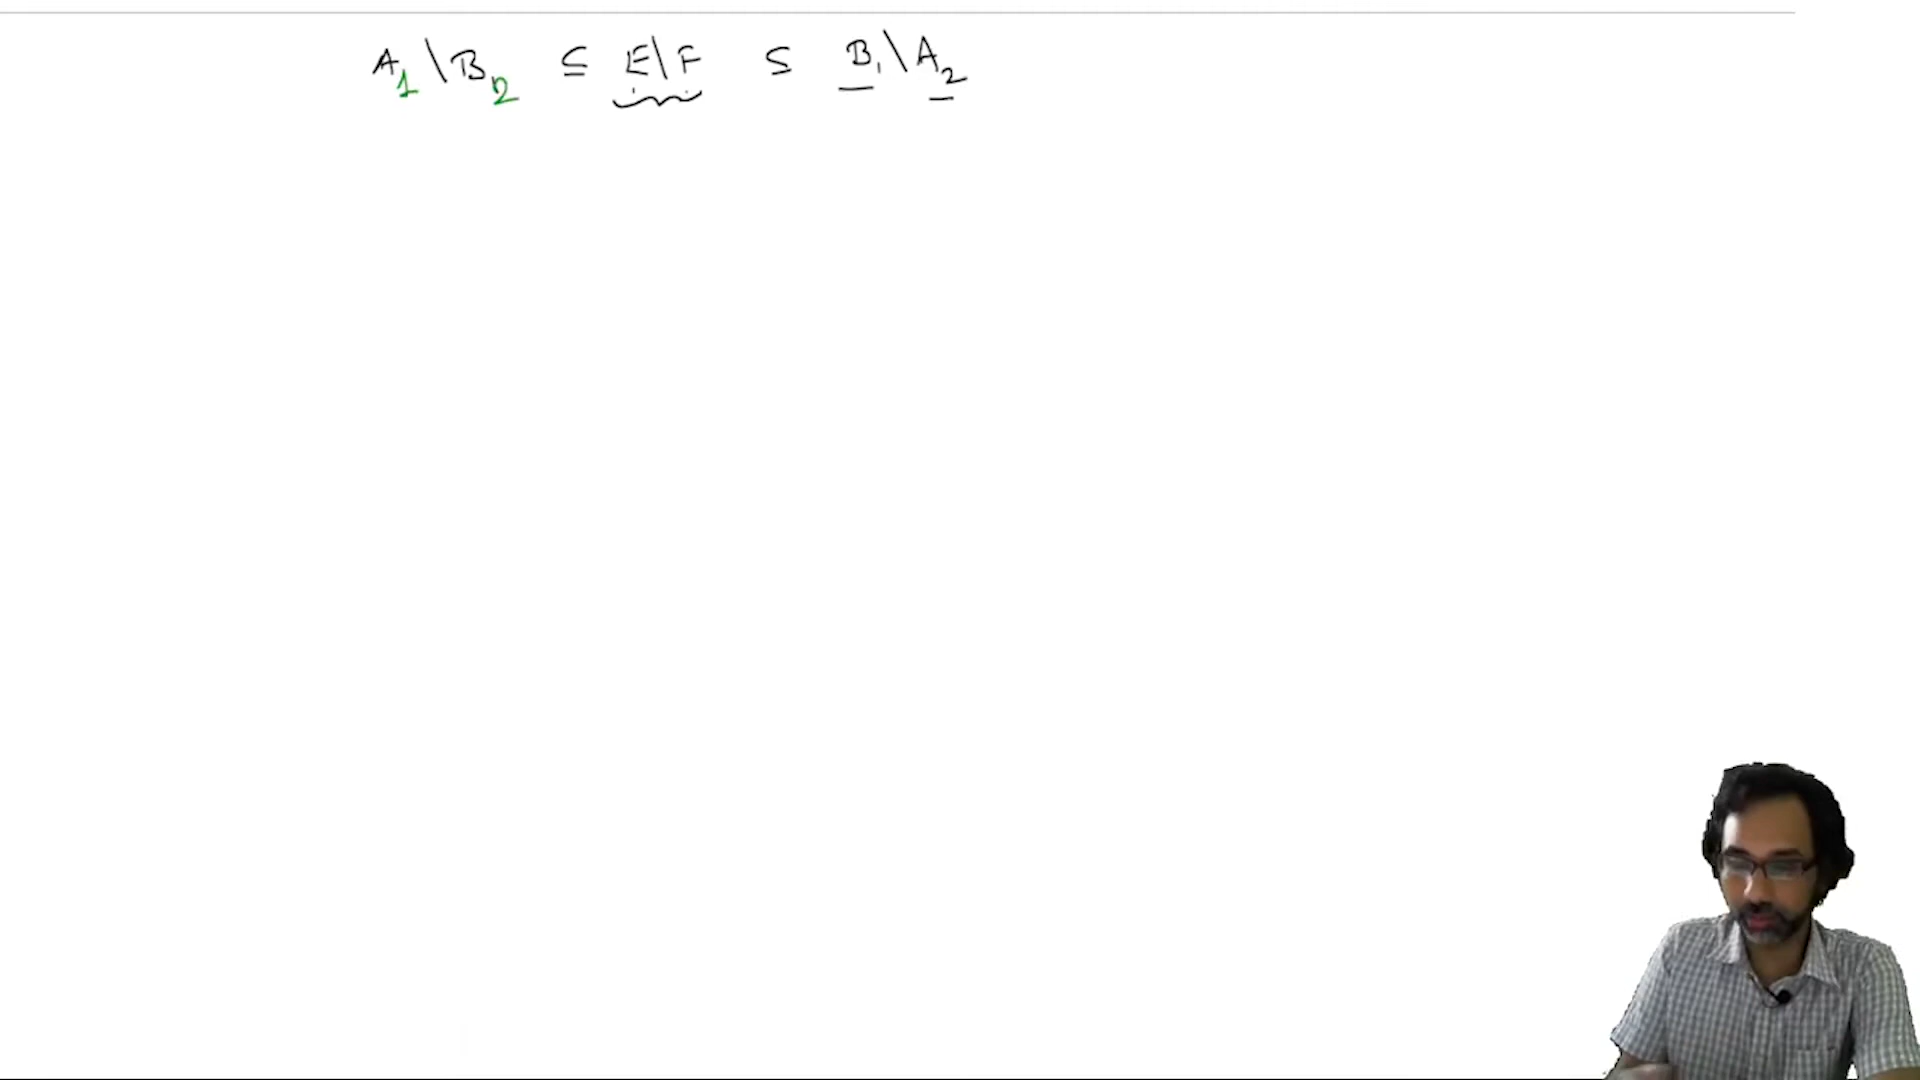 A₁ \ B₂ ⊆ E\F ⊆ B₁ \ A₂